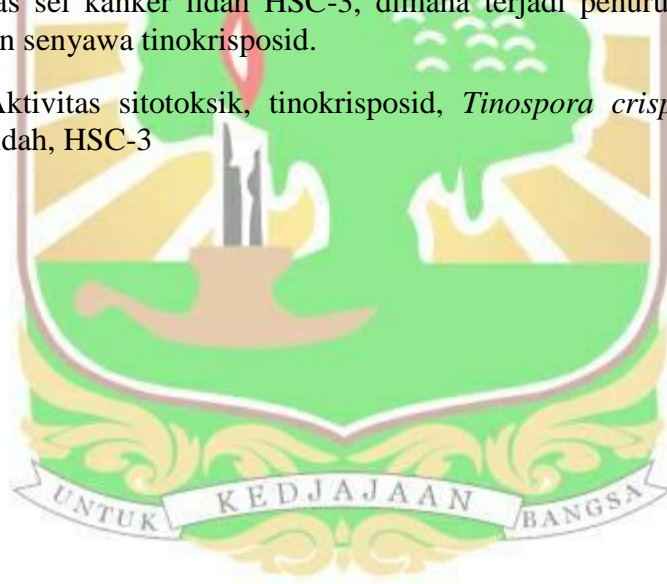 as sel kanker lidah HSC-3, dimana terjadi penuru
n senyawa tinokrisposid.
Aktivitas sitotoksik, tinokrisposid, Tinospora crisp
idah, HSC-3
UNTUK KEDJAJAAN BANGSA